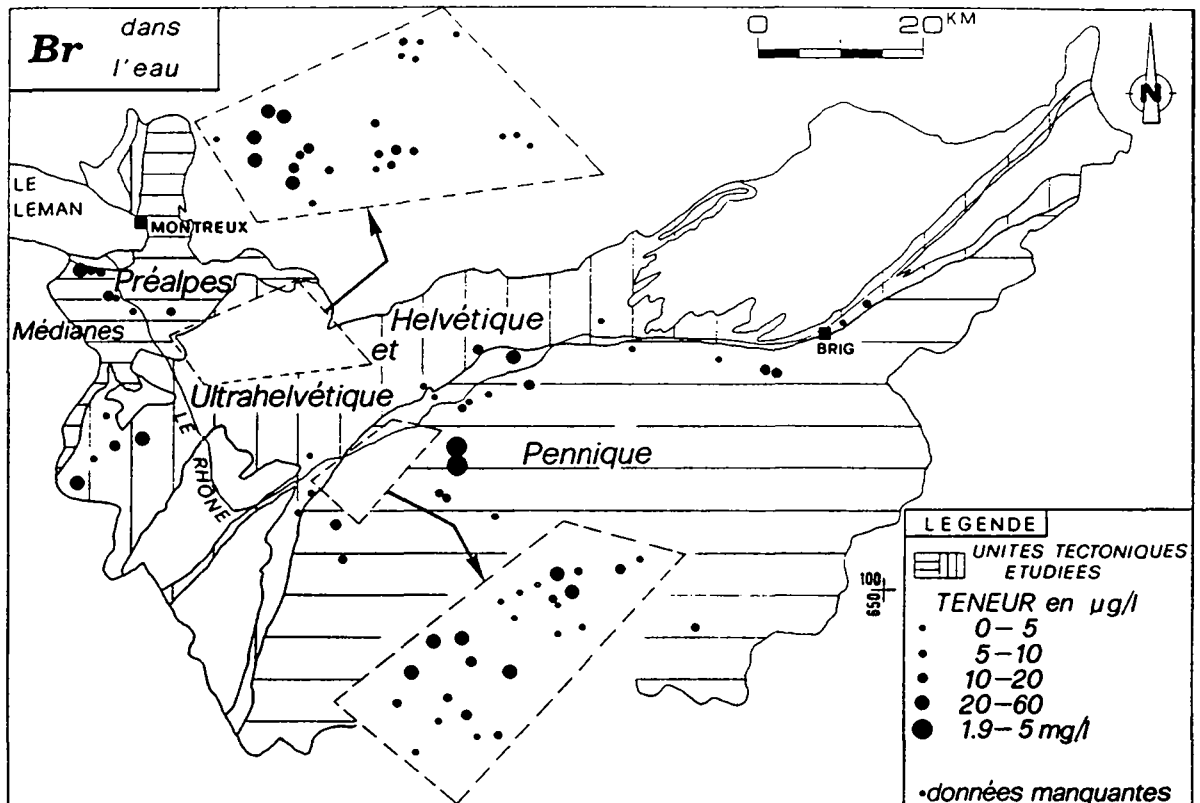 Br dans
l'eau
0 20 KM
N
LE
LEMAN
MONTREUX
Préalpes
Médianes
Helvétique
et
Ultrahelvétique
BRIG
LE RHÔNE
Pennique
100
650
LEGENDE
UNITES TECTONIQUES
ETUDIEES
TENEUR en µg/l
0-5
5-10
10-20
20-60
1.9-5 mg/l
données manquantes